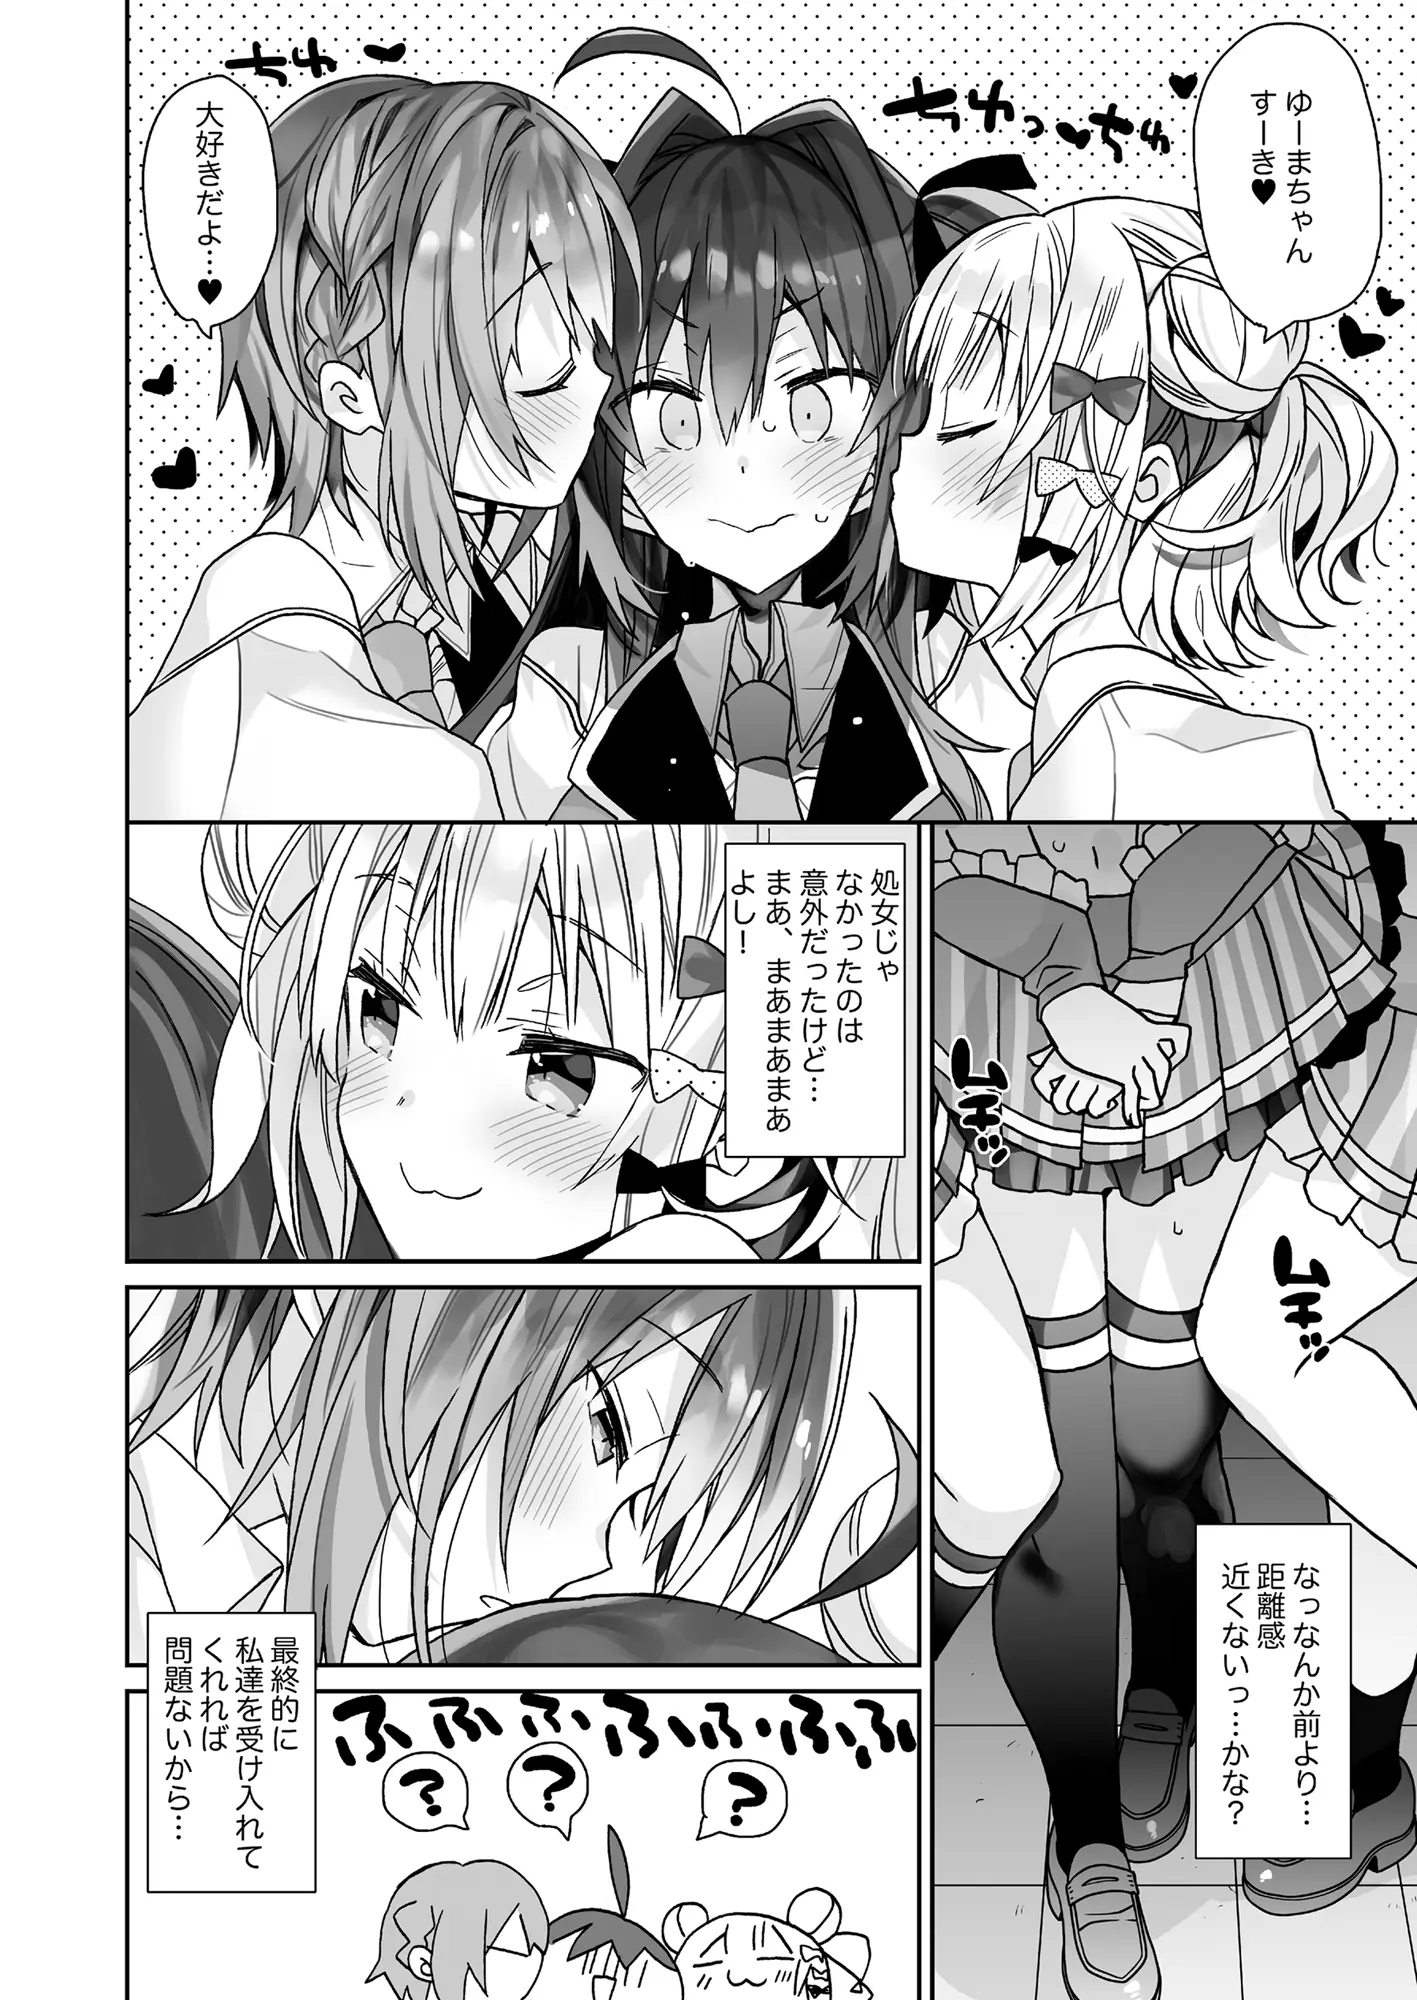 ゆーまちゃん
すーき♥
ちゅっ♥ちゅ
ちゅ
大好きだよ…♥
ムチッ
ムチッ
なっなんか前より…
距離感
近くないっ…かな?
処女じゃ
なかったのは
意外だったけど…
まあ、まあまあまあ
よし!
最終的に
私達を受け入れて
くれれば
問題ないから…
ふふふふふふふふ
?
?
?